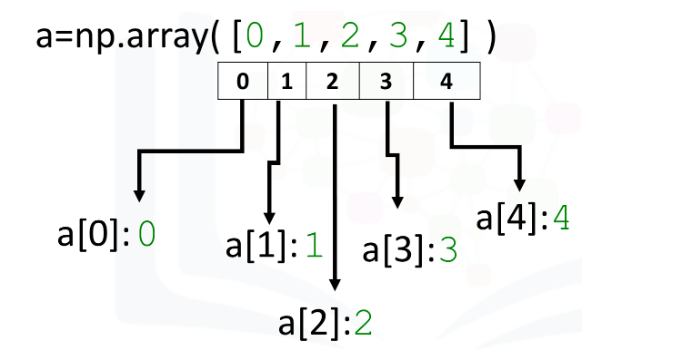 a=np.array( [0,1,2,3,4] )
0 1 2 3 4
a[0]:0
a[1]:1
a[3]:3
a[4]:4
a[2]:2